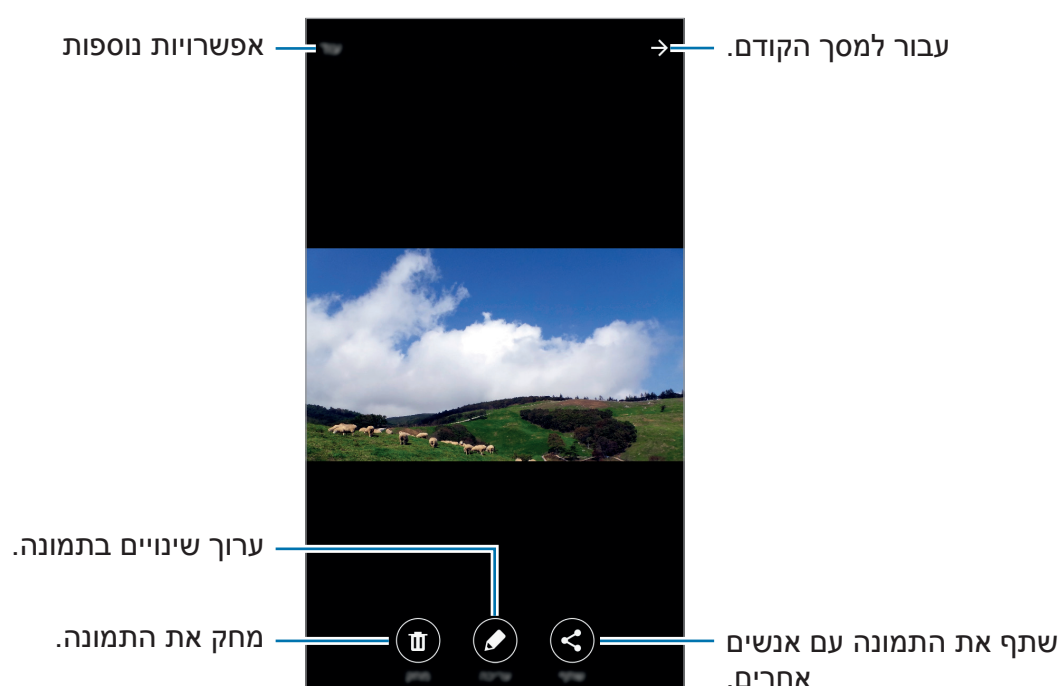 עבור למסך הקודם.
אפשרויות נוספות
ערוך שינויים בתמונה.
שתף את התמונה עם אנשים
אחרים.
מחק את התמונה.